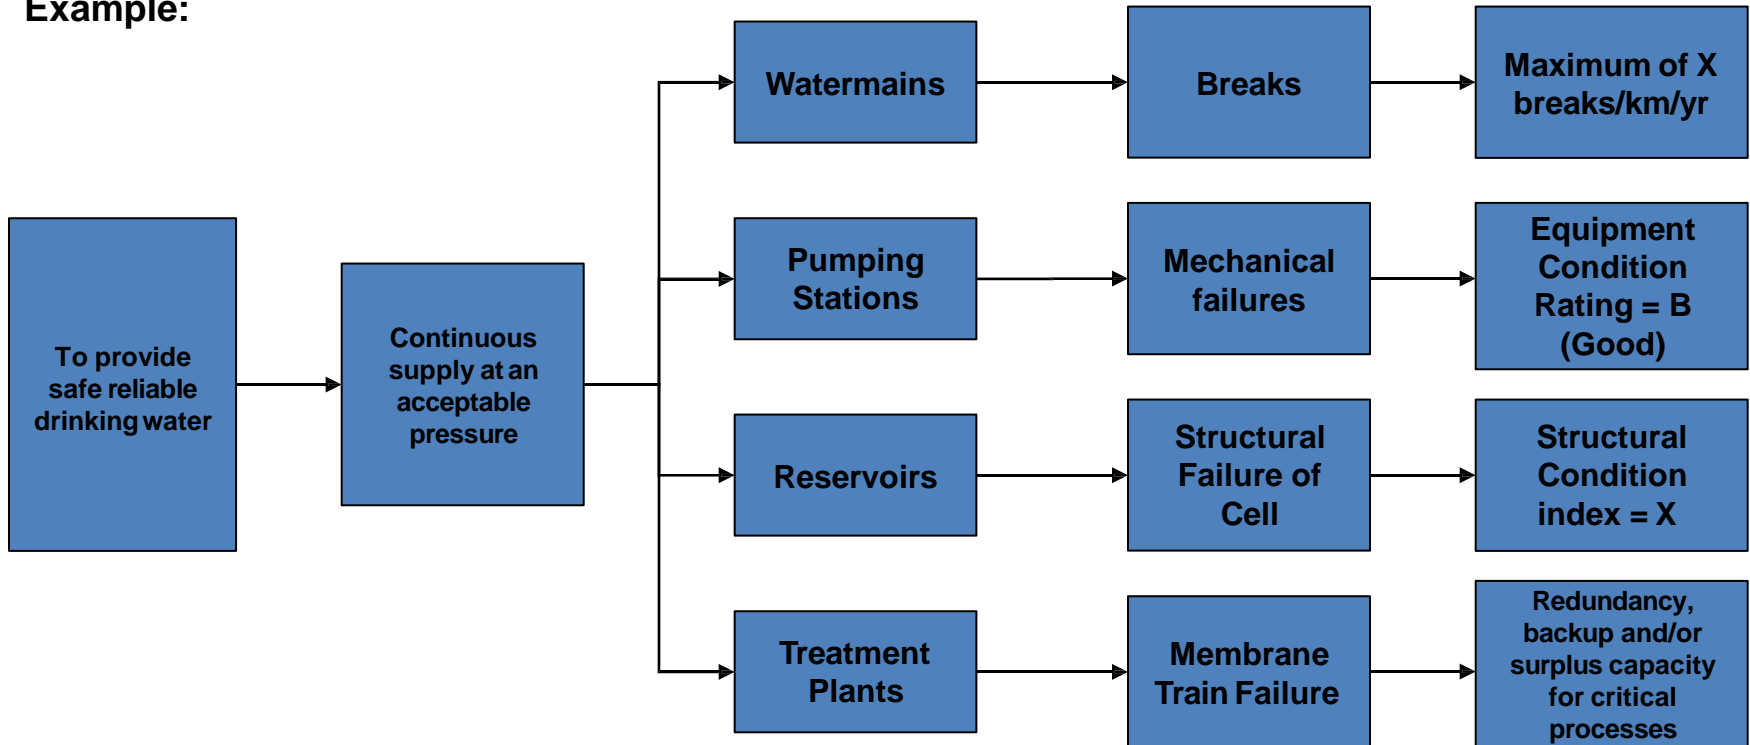 Example:
To provide
safe reliable
drinking water
Continuous
supply at an
acceptable
pressure
Watermains
Breaks
Maximum of X
breaks/km/yr
Pumping
Stations
Mechanical
failures
Equipment
Condition
Rating = B
(Good)
Reservoirs
Structural
Failure of
Cell
Structural
Condition
index = X
Treatment
Plants
Membrane
Train Failure
Redundancy,
backup and/or
surplus capacity
for critical
processes